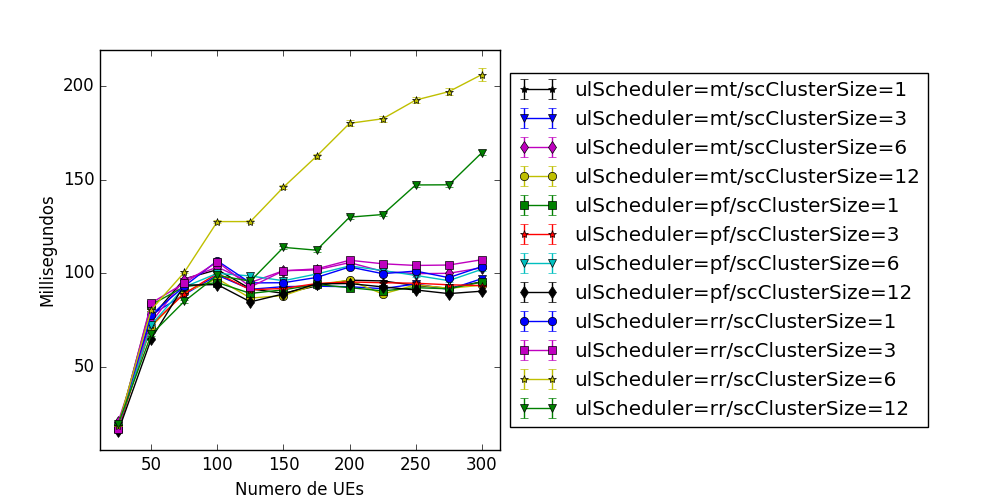 200
150
100
50
Millisegundos
50 100 150 200 250 300
Numero de UEs
ulScheduler=mt/scClusterSize=1
ulScheduler=mt/scClusterSize=3
ulScheduler=mt/scClusterSize=6
ulScheduler=mt/scClusterSize=12
ulScheduler=pf/scClusterSize=1
ulScheduler=pf/scClusterSize=3
ulScheduler=pf/scClusterSize=6
ulScheduler=pf/scClusterSize=12
ulScheduler=rr/scClusterSize=1
ulScheduler=rr/scClusterSize=3
ulScheduler=rr/scClusterSize=6
ulScheduler=rr/scClusterSize=12